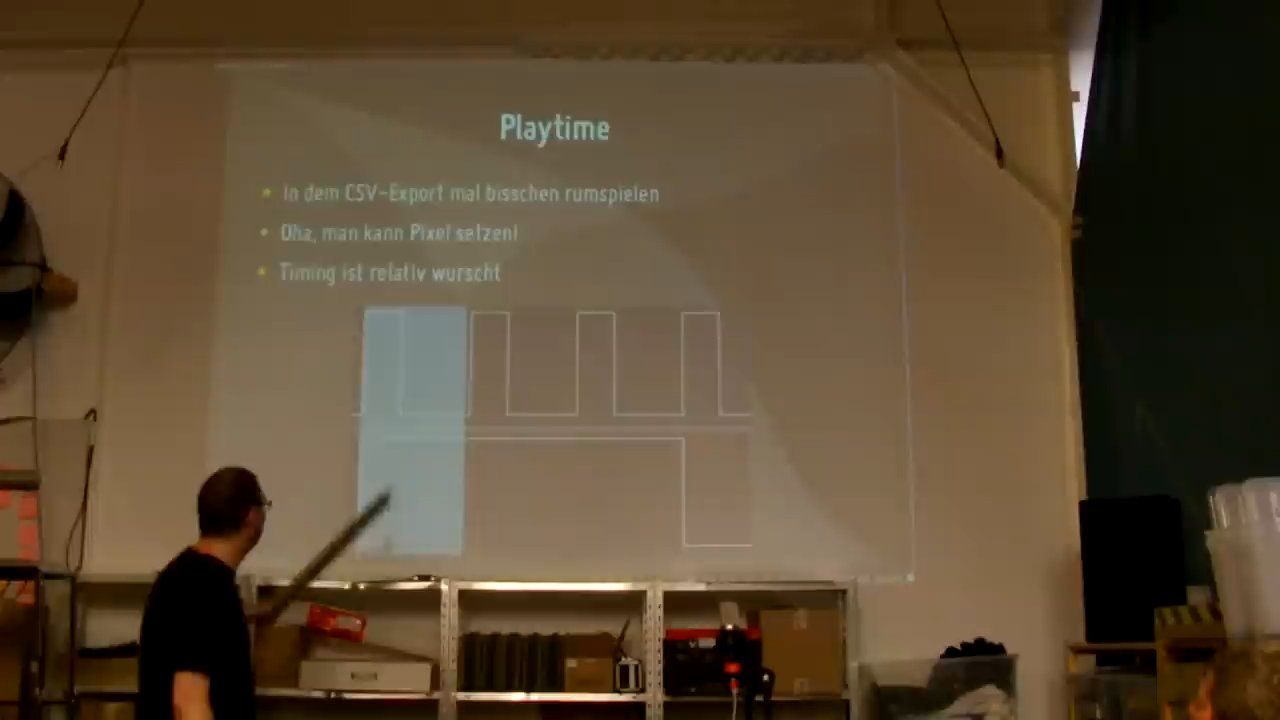 Playtime
In dem CSV-Export mal bisschen rumspielen
Oha, man kann Pixel setzen!
Timing ist relativ wurscht